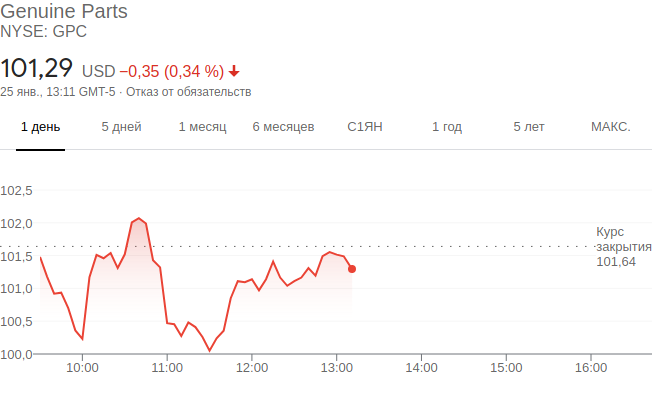 Genuine Parts
NYSE: GPC
101,29 USD −0,35 (0,34 %)
25 янв., 13:11 GMT-5 · Отказ от обязательств
1 день 5 дней 1 месяц 6 месяцев С1ЯН 1 год 5 лет МАКС.
102,5
102,0
Курс
закрытия
101,5
101,64
101,0
100,5
100,0
10:00 11:00 12:00 13:00 14:00 15:00 16:00